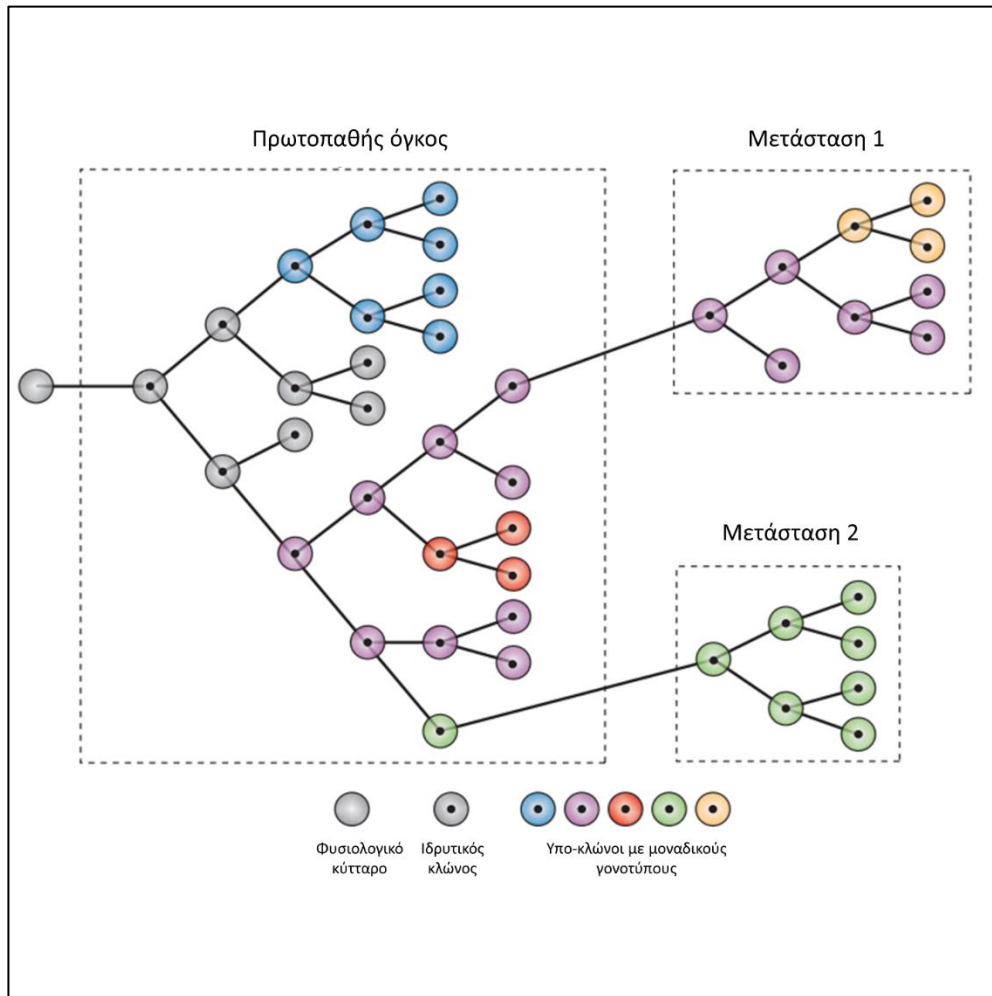 Πρωτοπαθής όγκος
Μετάσταση 1
Μετάσταση 2
Φυσιολογικό
κύτταρο
Ιδρυτικός
κλώνος
Υπο-κλώνοι με μοναδικούς
γονοτύπους